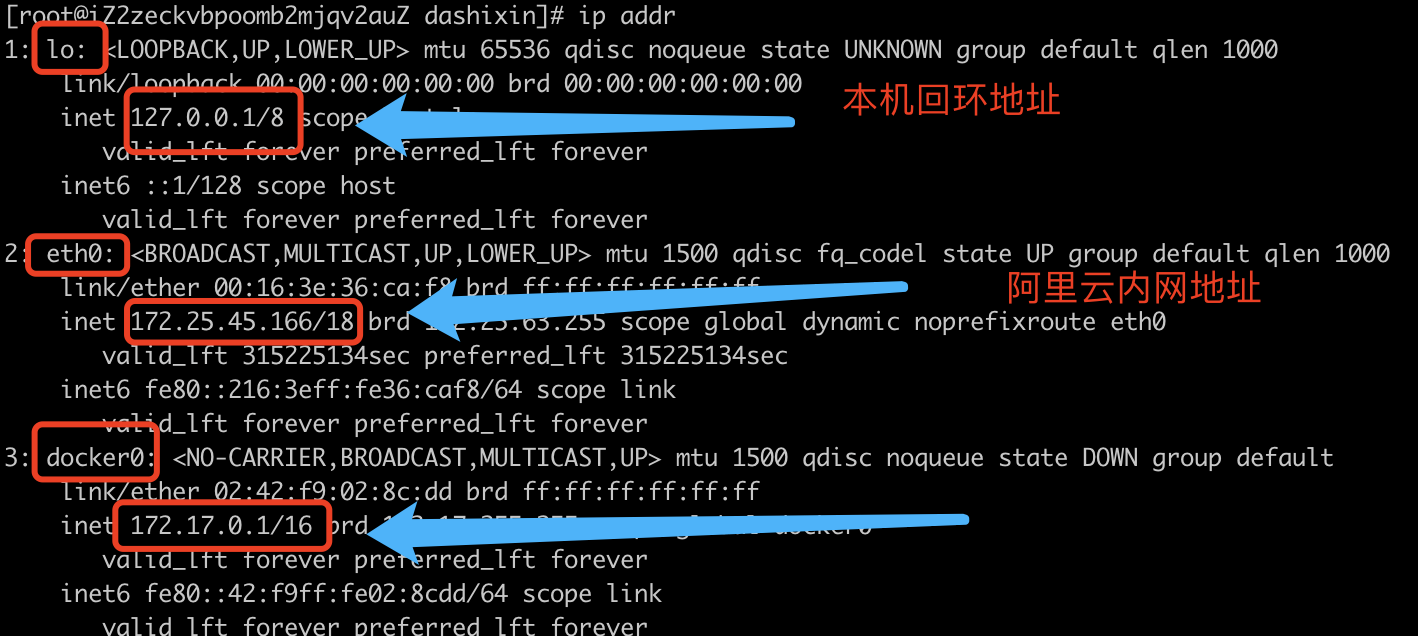 [root@iZ2zeckvbpoomb2mjqv2auZ dashixin]# ip addr
1: lo: <LOOPBACK,UP,LOWER_UP> mtu 65536 qdisc noqueue state UNKNOWN group default qlen 1000
link/loopback 00:00:00:00:00:00 brd 00:00:00:00:00:00
本机回环地址
inet 127.0.0.1/8 scope
valid_lft forever preferred_lft forever
inet6 ::1/128 scope host
valid_lft forever preferred_lft forever
2: eth0: <BROADCAST,MULTICAST,UP,LOWER_UP> mtu 1500 qdisc fq_codel state UP group default qlen 1000
link/ether 00:16:3e:36:ca:f8 brd ff:ff:ff:ff:ff:ff
阿里云内网地址
inet 172.25.45.166/18 brd 172.25.63.255 scope global dynamic noprefixroute eth0
valid_lft 315225134sec preferred_lft 315225134sec
inet6 fe80::216:3eff:fe36:caf8/64 scope link
valid_lft forever preferred_lft forever
3: docker0: <NO-CARRIER,BROADCAST,MULTICAST,UP> mtu 1500 qdisc noqueue state DOWN group default
link/ether 02:42:f9:02:8c:dd brd ff:ff:ff:ff:ff:ff
inet 172.17.0.1/16 brd docker0
valid_lft forever preferred_lft forever
inet6 fe80::42:f9ff:fe02:8cdd/64 scope link
valid_lft forever preferred_lft forever